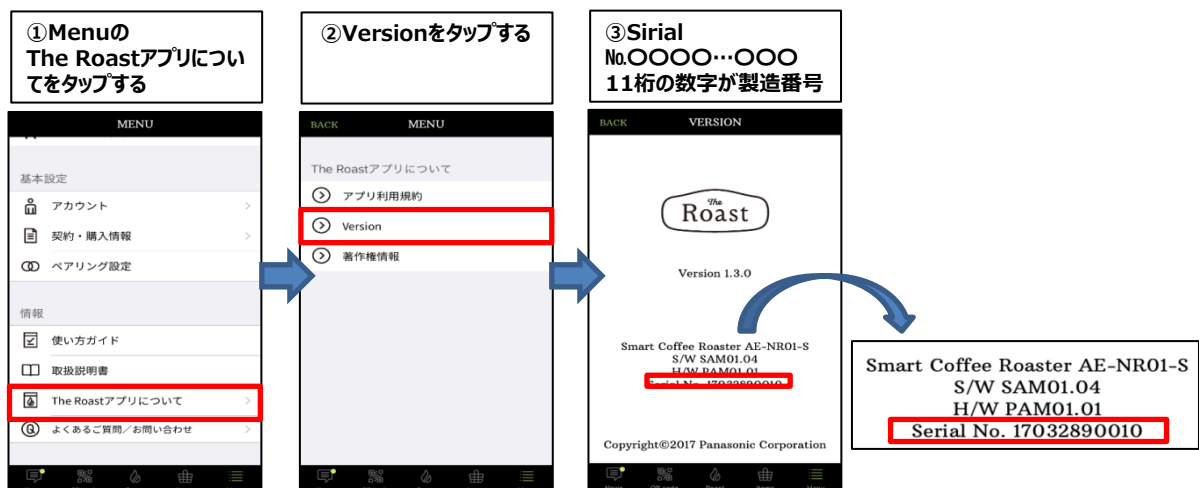 ①Menuの
The Roastアプリについ
てをタップする
②Versionをタップする
③Sirial
№〇〇〇〇…〇〇〇
11桁の数字が製造番号
MENU
基本設定
アカウント
契約・購入情報
ペアリング設定
情報
使い方ガイド
取扱説明書
The Roastアプリについて
よくあるご質問/お問い合わせ
BACK MENU
The Roastアプリについて
アプリ利用規約
Version
著作権情報
BACK VERSION
The
Roast
Version 1.3.0
Smart Coffee Roaster AE-NR01-S
S/W SAM01.04
H/W PAM01.01
Serial No. 17032890010
Copyright©2017 Panasonic Corporation
Smart Coffee Roaster AE-NR01-S
S/W SAM01.04
H/W PAM01.01
Serial No. 17032890010